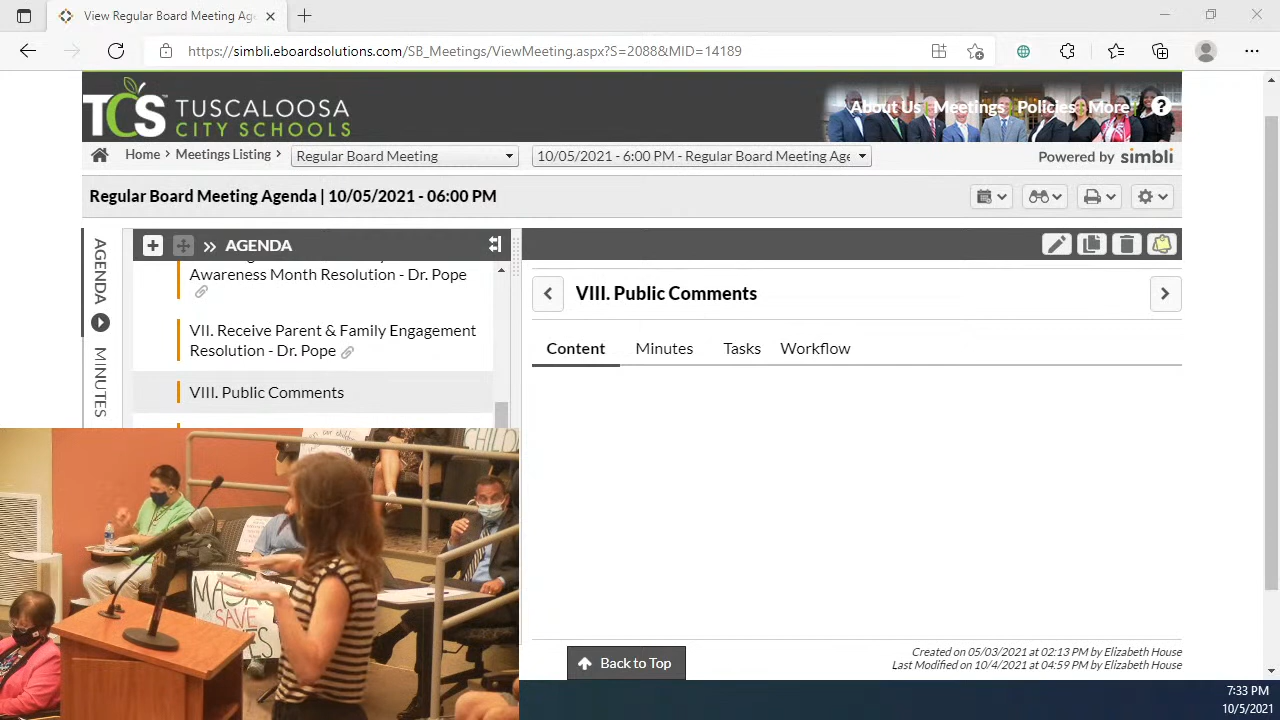 View Regular Board Meeting Age
https://simbli.eboardsolutions.com/SB_Meetings/ViewMeeting.aspx?S=2088&MID=14189
TCS TUSCALOOSA
CITY SCHOOLS
About Us Meetings Policies More
Home Meetings Listing Regular Board Meeting 10/05/2021 - 6:00 PM - Regular Board Meeting Age Powered by simbli
Regular Board Meeting Agenda | 10/05/2021 - 06:00 PM
AGENDA
MINUTES
AGENDA
Awareness Month Resolution - Dr. Pope
VII. Receive Parent & Family Engagement
Resolution - Dr. Pope
VIII. Public Comments
VIII. Public Comments
Content Minutes Tasks Workflow
MASKS
SAVE
Back to Top
Created on 05/03/2021 at 02:13 PM by Elizabeth House
Last Modified on 10/4/2021 at 04:59 PM by Elizabeth House
7:33 PM
10/5/2021